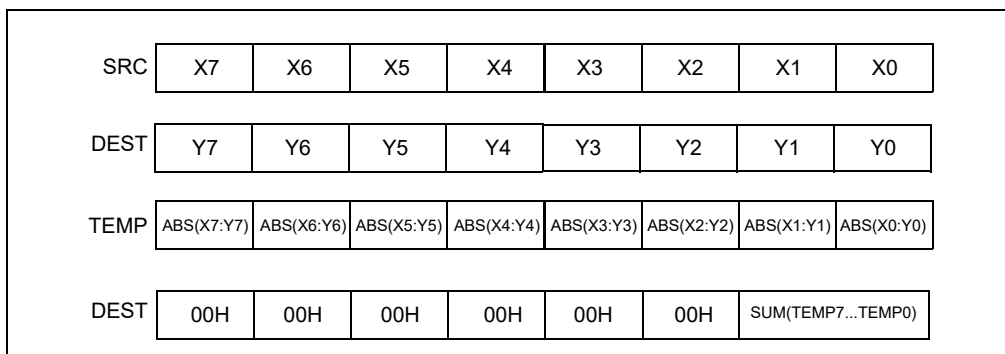 SRC X7 X6 X5 X4 X3 X2 X1 X0
DEST Y7 Y6 Y5 Y4 Y3 Y2 Y1 Y0
TEMP ABS(X7:Y7) ABS(X6:Y6) ABS(X5:Y5) ABS(X4:Y4) ABS(X3:Y3) ABS(X2:Y2) ABS(X1:Y1) ABS(X0:Y0)
DEST 00H 00H 00H 00H 00H 00H SUM(TEMP7...TEMP0)